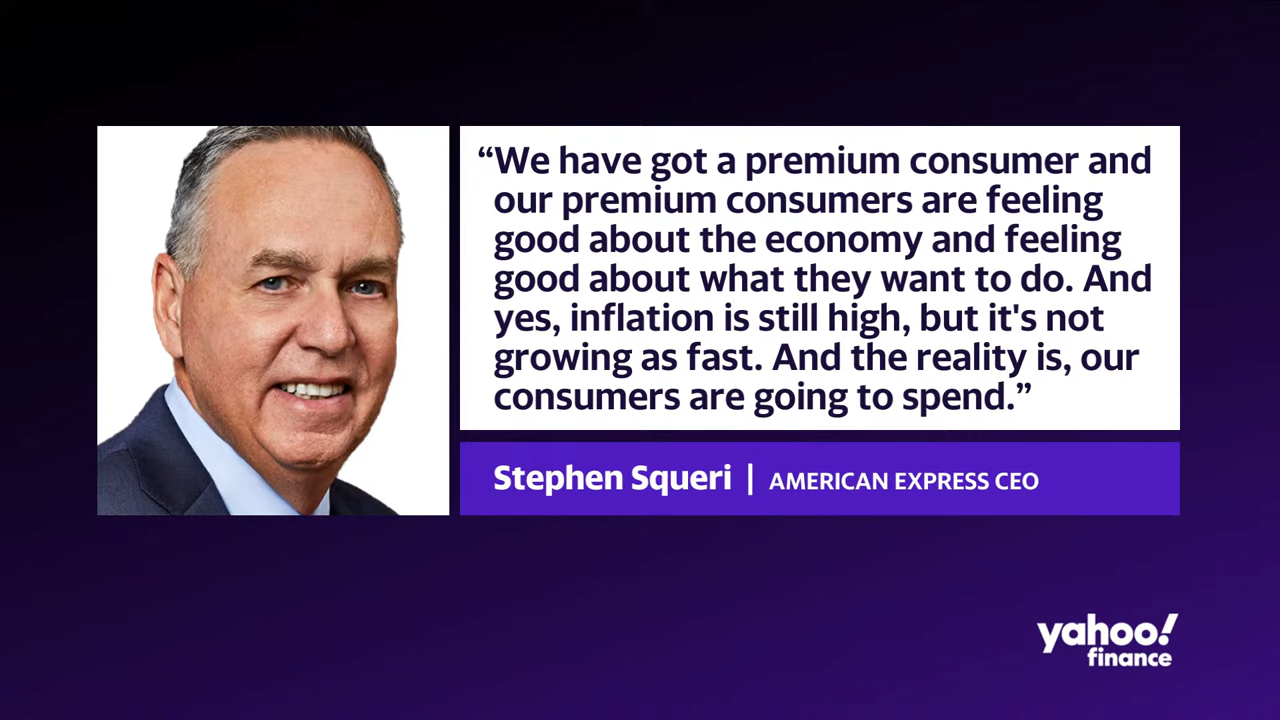 “We have got a premium consumer and
our premium consumers are feeling
good about the economy and feeling
good about what they want to do. And
yes, inflation is still high, but it's not
growing as fast. And the reality is, our
consumers are going to spend.”
Stephen Squeri | AMERICAN EXPRESS CEO
yahoo!
finance